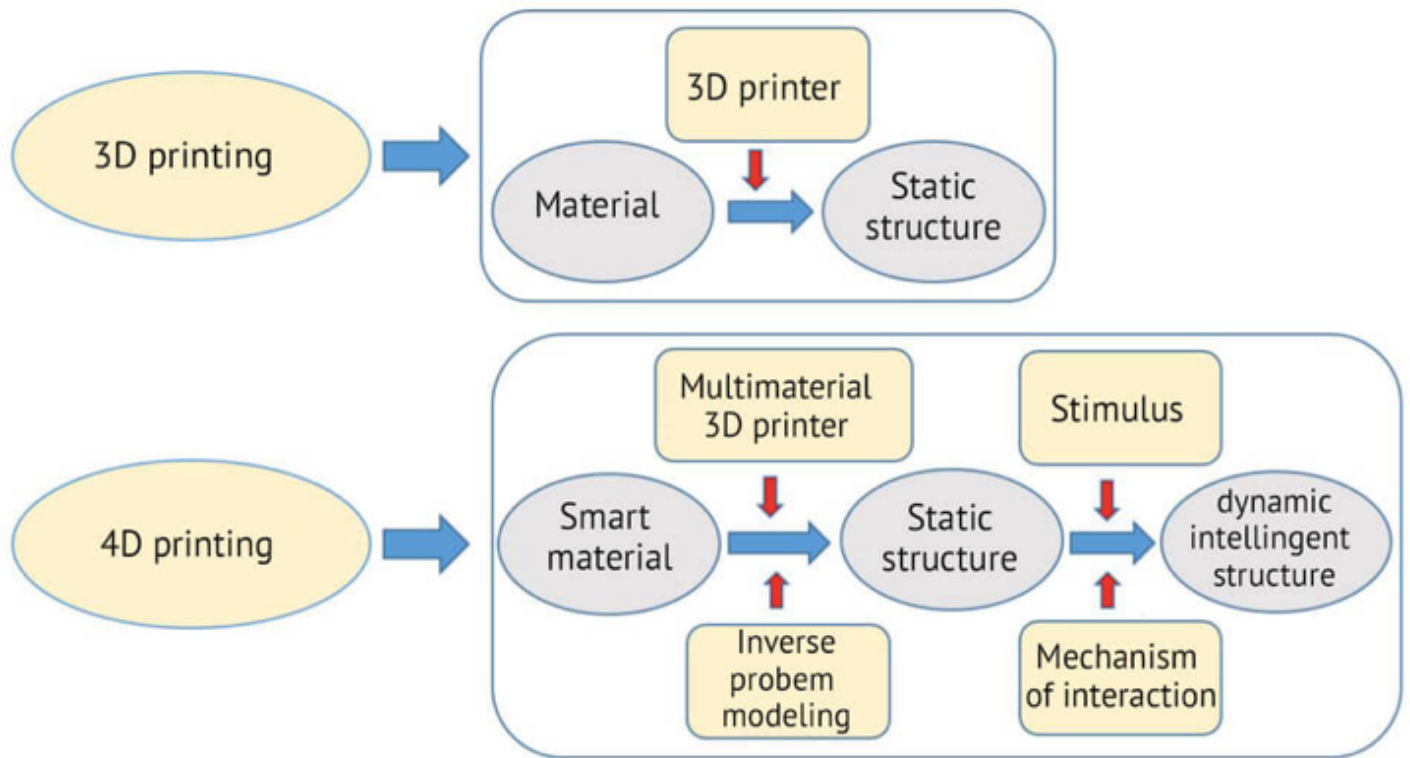 3D printing
3D printer
Material
Static
structure
4D printing
Multimaterial
3D printer
Stimulus
Smart
material
Static
structure
dynamic
intellingent
structure
Inverse
probem
modeling
Mechanism
of interaction